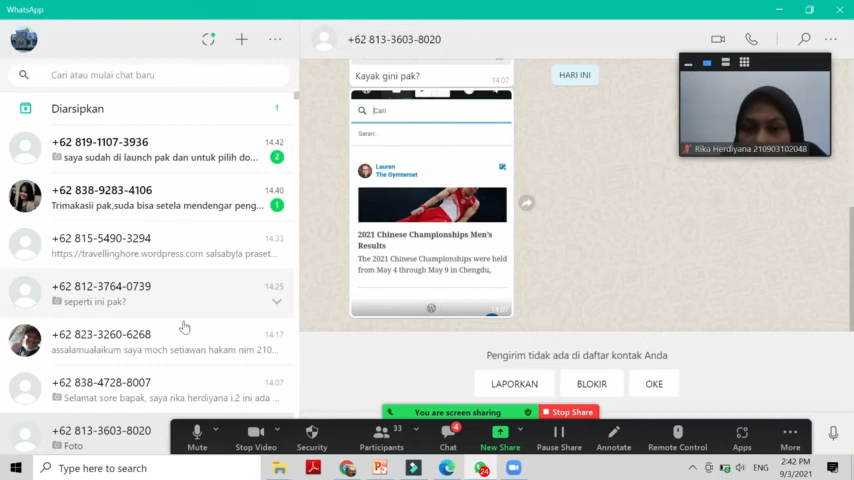 WhatsApp
Cari atau mulai chat baru
Diarsipkan
1
+62 819-1107-3936
14.42
saya sudah di launch pak dan untuk pilih do...
2
+62 838-9283-4106
14.40
Trimakasii pak,suda bisa setela mendengar peng...
1
+62 815-5490-3294
14.33
https://travellinghore.wordpress.com salsabyla praset...
+62 812-3764-0739
14.25
seperti ini pak?
+62 823-3260-6268
14.17
assalamualaikum saya moch setiawan hakam nim 210...
+62 838-4728-8007
14.07
Selamat sore bapak, saya rika herdiyana i.2 ini ada ...
+62 813-3603-8020
14.07
Foto
+62 813-3603-8020
Kayak gini pak?
14.07
HARI INI
Cari
Saran:
Lauren
The Gymternet
2021 Chinese Championships Men's
Results
The 2021 Chinese Championships were held
from May 4 through May 9 in Chengdu,
14.07
Rika Herdiyana 210903102048
Pengirim tidak ada di daftar kontak Anda
LAPORKAN
BLOKIR
OKE
You are screen sharing
Stop Share
Mute
Stop Video
Security
Participants
33
Chat
4
New Share
Pause Share
Annotate
Remote Control
Apps
More
Type here to search
24
ENG
2:42 PM
9/3/2021